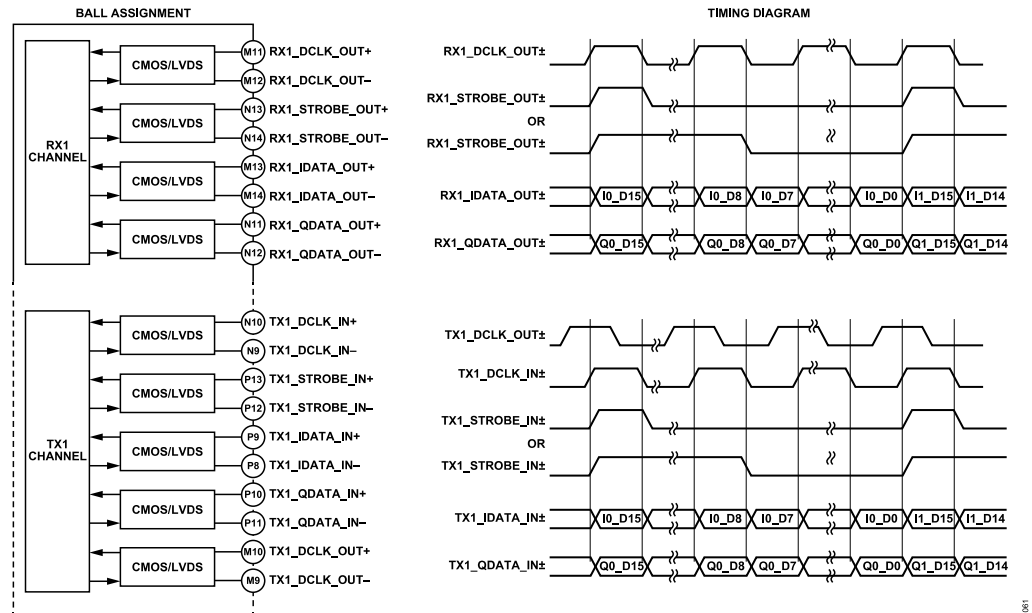 BALL ASSIGNMENT
RX1 CHANNEL
CMOS/LVDS
M11 RX1_DCLK_OUT+
M12 RX1_DCLK_OUT–
CMOS/LVDS
N13 RX1_STROBE_OUT+
N14 RX1_STROBE_OUT–
CMOS/LVDS
M13 RX1_IDATA_OUT+
M14 RX1_IDATA_OUT–
CMOS/LVDS
N11 RX1_QDATA_OUT+
N12 RX1_QDATA_OUT–
TX1 CHANNEL
CMOS/LVDS
N10 TX1_DCLK_IN+
N9 TX1_DCLK_IN–
CMOS/LVDS
P13 TX1_STROBE_IN+
P12 TX1_STROBE_IN–
CMOS/LVDS
P9 TX1_IDATA_IN+
P8 TX1_IDATA_IN–
CMOS/LVDS
P10 TX1_QDATA_IN+
P11 TX1_QDATA_IN–
CMOS/LVDS
M10 TX1_DCLK_OUT+
M9 TX1_DCLK_OUT–
TIMING DIAGRAM
RX1_DCLK_OUT±
RX1_STROBE_OUT±
OR
RX1_STROBE_OUT±
RX1_IDATA_OUT± I0_D15 I0_D8 I0_D7 I0_D0 I1_D15 I1_D14
RX1_QDATA_OUT± Q0_D15 Q0_D8 Q0_D7 Q0_D0 Q1_D15 Q1_D14
TX1_DCLK_OUT±
TX1_DCLK_IN±
TX1_STROBE_IN±
OR
TX1_STROBE_IN±
TX1_IDATA_IN± I0_D15 I0_D8 I0_D7 I0_D0 I1_D15 I1_D14
TX1_QDATA_IN± Q0_D15 Q0_D8 Q0_D7 Q0_D0 Q1_D15 Q1_D14
061